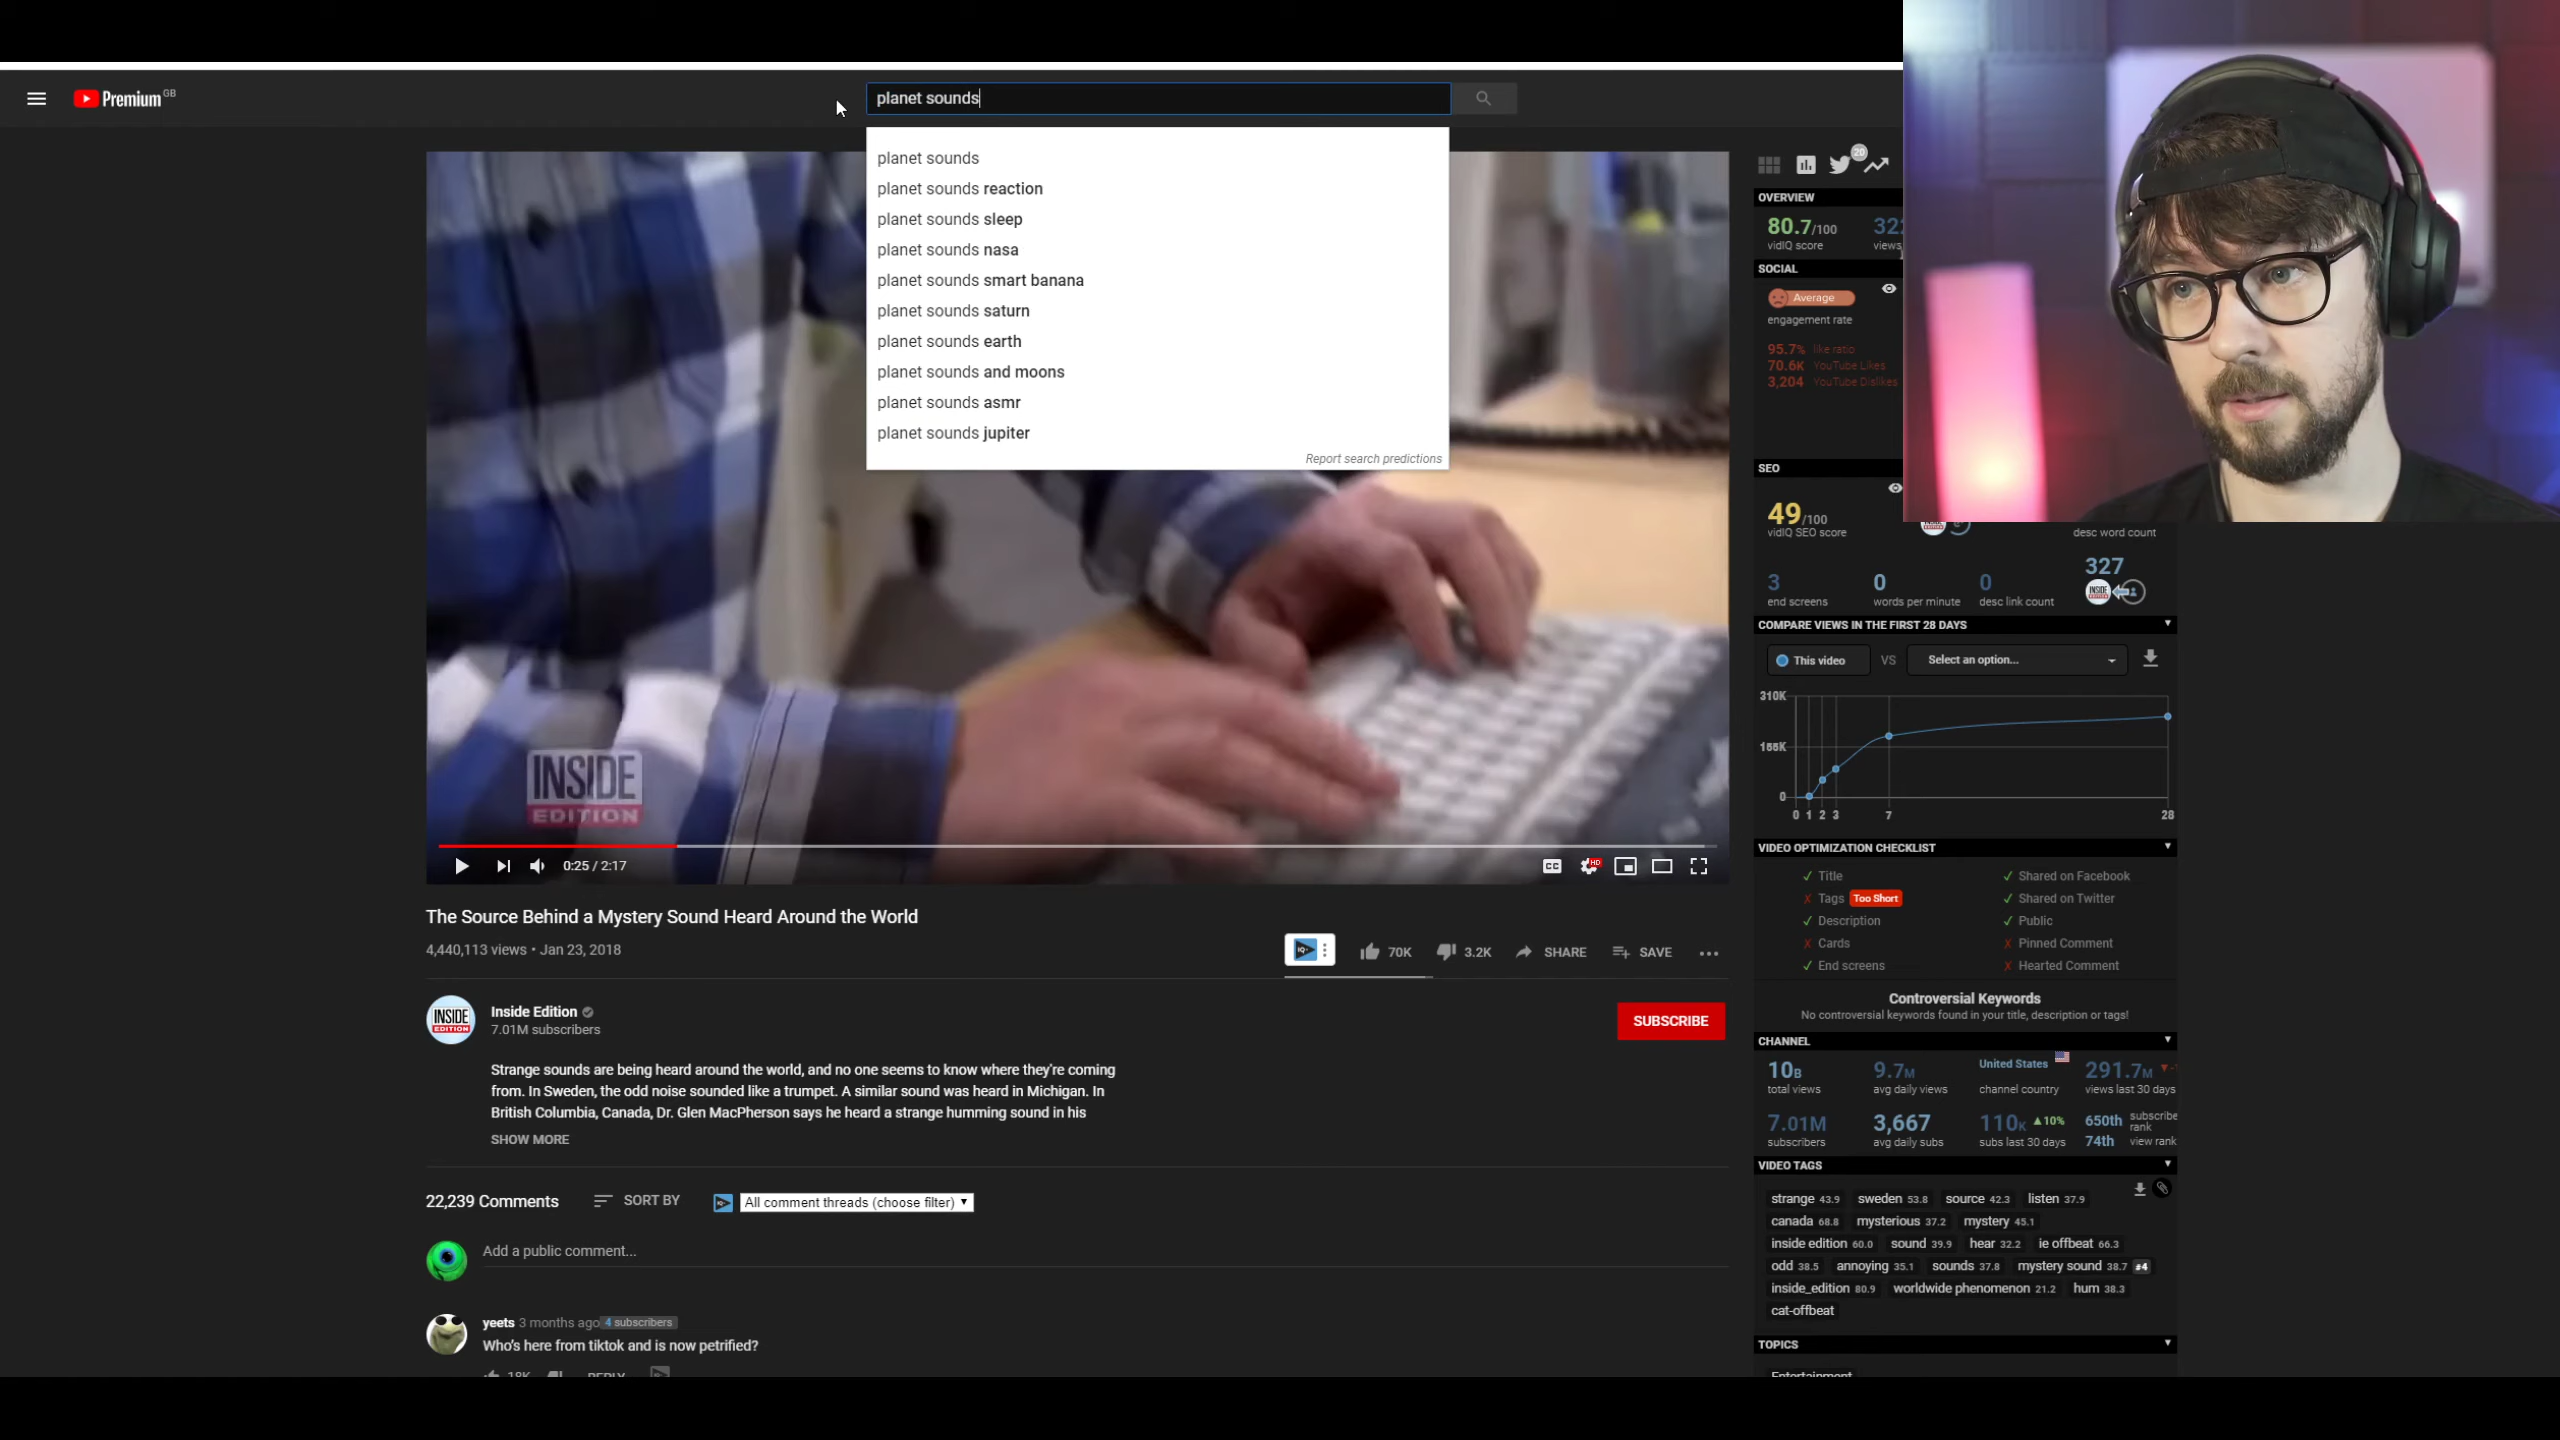 Premium GB
planet sounds
planet sounds
planet sounds reaction
planet sounds sleep
planet sounds nasa
planet sounds smart banana
planet sounds saturn
planet sounds earth
planet sounds and moons
planet sounds asmr
planet sounds jupiter
Report search predictions
INSIDE
EDITION
0:25 / 2:17
CC
HD
The Source Behind a Mystery Sound Heard Around the World
4,440,113 views • Jan 23, 2018
70K 3.2K SHARE SAVE
INSIDE
EDITION
Inside Edition
7.01M subscribers
SUBSCRIBE
Strange sounds are being heard around the world, and no one seems to know where they're coming
from. In Sweden, the odd noise sounded like a trumpet. A similar sound was heard in Michigan. In
British Columbia, Canada, Dr. Glen MacPherson says he heard a strange humming sound in his
SHOW MORE
22,239 Comments SORT BY All comment threads (choose filter)
Add a public comment...
yeets 3 months ago 4 subscribers
Who's here from tiktok and is now petrified?
18K REPLY
20
OVERVIEW
80.7/100
vidIQ score views
SOCIAL
Average
engagement rate
95.7% like ratio
70.6K YouTube Likes
3,204 YouTube Dislikes
SEO
49/100
vidIQ SEO score desc word count
3 0 0 327
end screens words per minute desc link count
COMPARE VIEWS IN THE FIRST 28 DAYS
This video VS Select an option...
310K
0
0 1 2 3 7 28
VIDEO OPTIMIZATION CHECKLIST
✓ Title ✓ Shared on Facebook
✗ Tags Too Short ✓ Shared on Twitter
✓ Description ✓ Public
✗ Cards ✗ Pinned Comment
✓ End screens ✗ Hearted Comment
Controversial Keywords
No controversial keywords found in your title, description or tags!
CHANNEL
10B 9.7M United States 291.7M
total views avg daily views channel country views last 30 days
7.01M 3,667 110K ▲10% 650th subscribe rank
subscribers avg daily subs subs last 30 days 74th view rank
VIDEO TAGS
strange 43.9 sweden 53.8 source 42.3 listen 37.9
canada 68.8 mysterious 37.2 mystery 45.1
inside edition 60.0 sound 39.9 hear 32.2 ie offbeat 66.3
odd 38.5 annoying 35.1 sounds 37.8 mystery sound 38.7 #4
inside_edition 80.9 worldwide phenomenon 21.2 hum 38.3
cat-offbeat
TOPICS
Entertainment